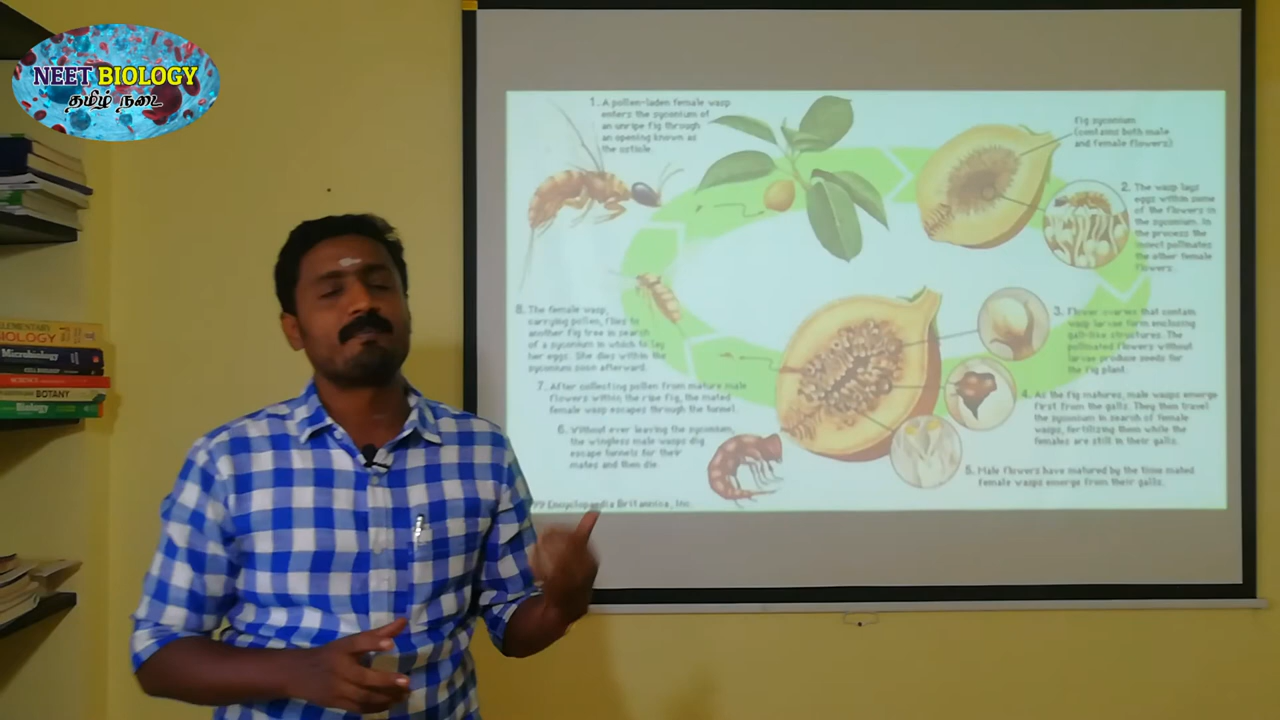 NEET BIOLOGY
தமிழ் நடை
1. A pollen-laden female wasp
enters the syconium of
an unripe fig through
an opening known as
the ostiole.
fig syconium
(contains both male
and female flowers)
2. The wasp lays
eggs within some
of the flowers in
the syconium. In
the process the
insect pollinates
the other female
flowers.
3. Flower ovaries that contain
wasp larvae form enclosing
gall-like structures. The
pollinated flowers without
larvae produce seeds for
the fig plant.
4. As the fig matures, male wasps emerge
first from the galls. They then travel
the syconium in search of female
wasps, fertilizing them while the
females are still in their galls.
5. Male flowers have matured by the time mated
female wasps emerge from their galls.
6. Without ever leaving the syconium,
the wingless male wasps dig
escape tunnels for their
mates and then die.
7. After collecting pollen from mature male
flowers within the ripe fig, the mated
female wasp escapes through the tunnel.
8. The female wasp,
carrying pollen, flies to
another fig tree in search
of a syconium in which to lay
her eggs. She dies within the
syconium soon afterward.
99 Encyclopaedia Britannica, Inc.
ELEMENTARY
BIOLOGY
Microbiology
CELL BIOLOGY
SCIENCE
BOTANY
Biology